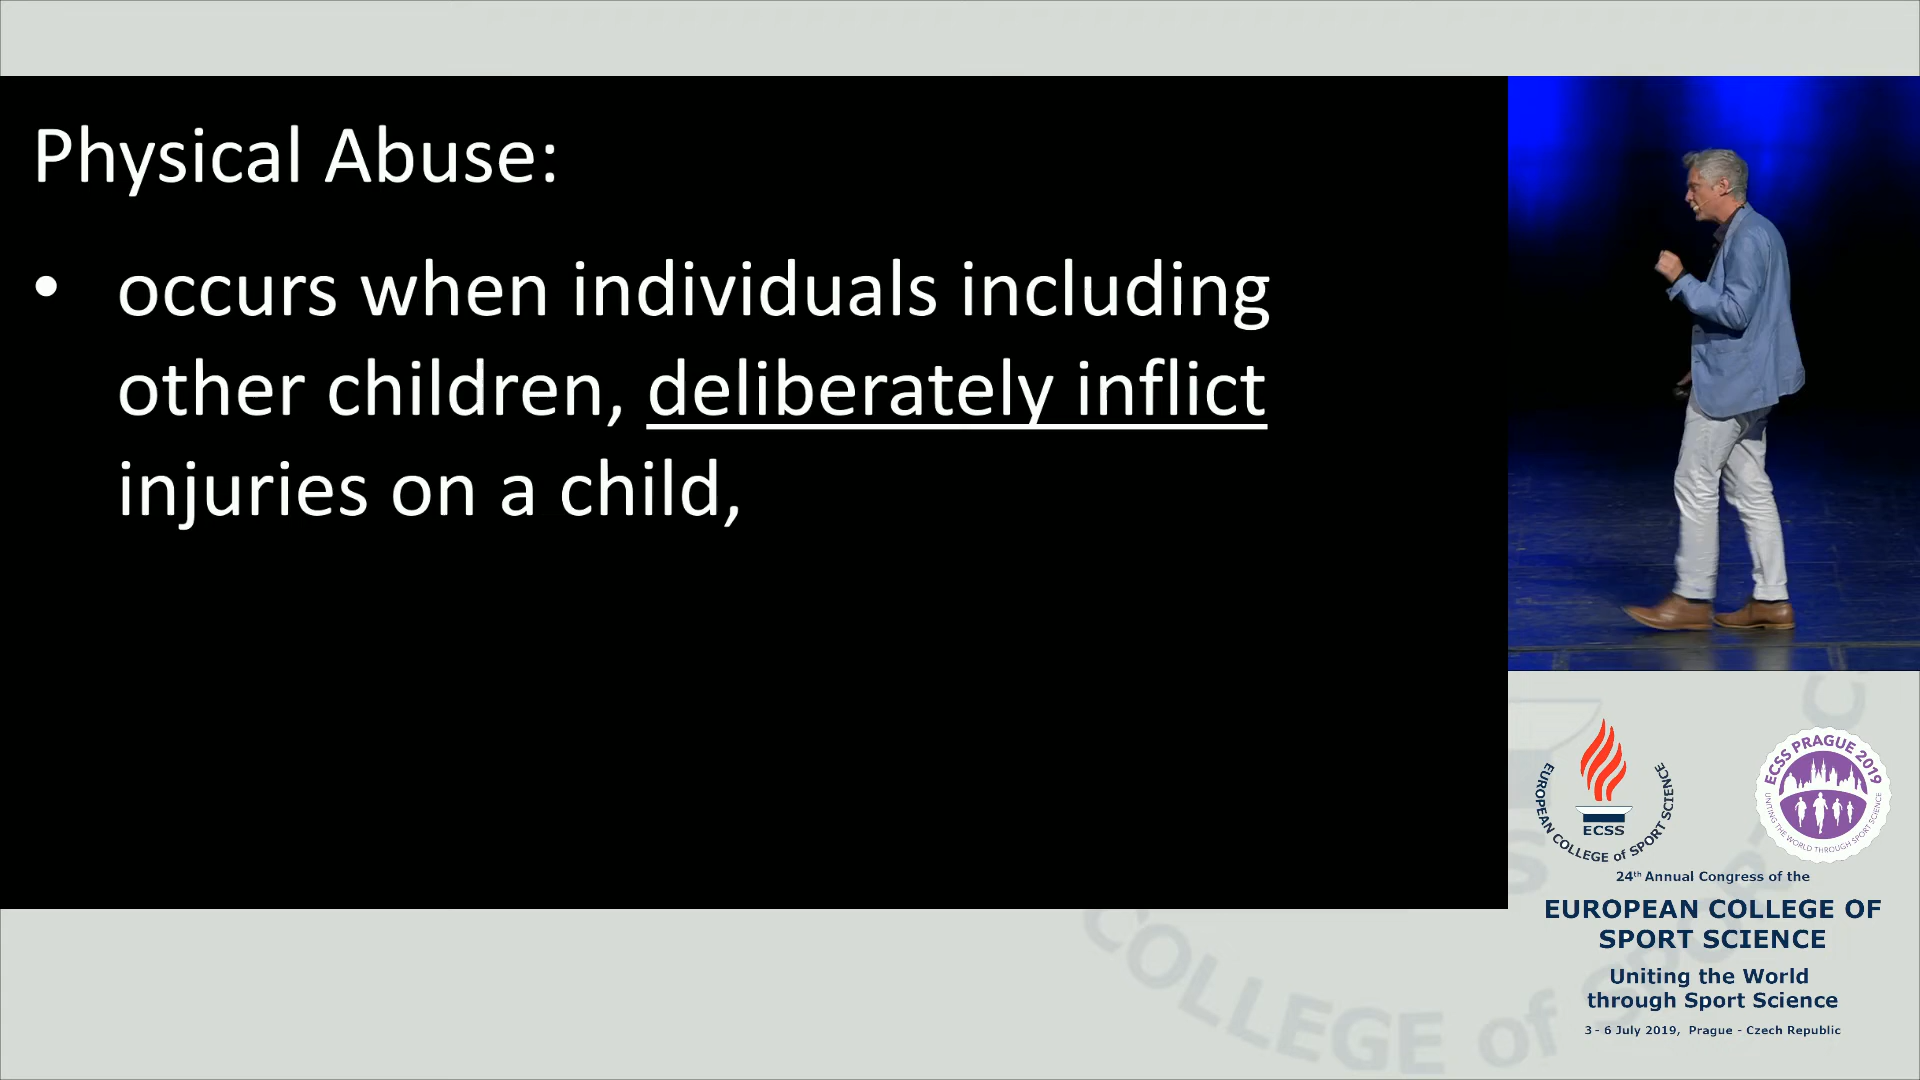 Physical Abuse:
• occurs when individuals including
other children, deliberately inflict
injuries on a child,
EUROPEAN COLLEGE of SPORT SCIENCE
ECSS
ECSS PRAGUE 2019
UNITING THE WORLD THROUGH SPORT SCIENCE
24th Annual Congress of the
EUROPEAN COLLEGE OF
SPORT SCIENCE
Uniting the World
through Sport Science
3 - 6 July 2019, Prague - Czech Republic
COLLEGE of SPORT